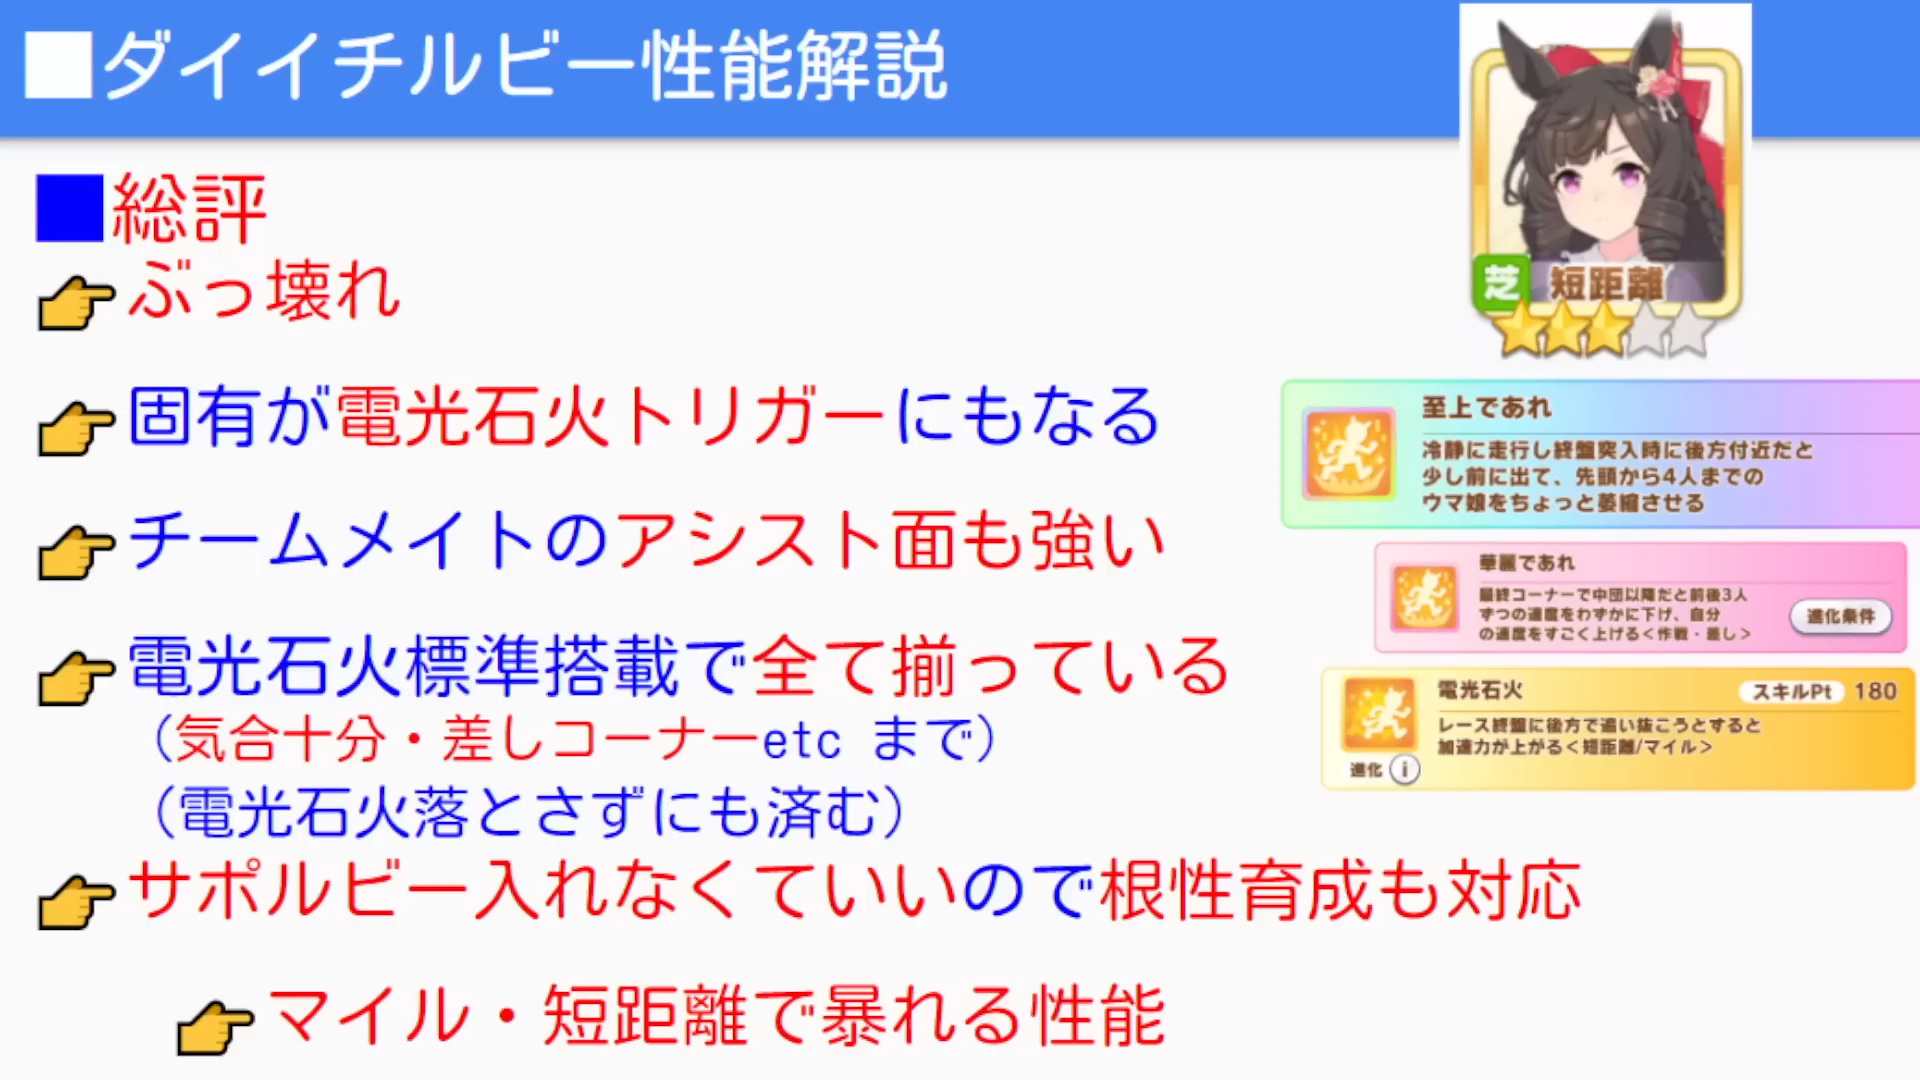 ■ダイイチルビー性能解説
芝 短距離
■総評
👉ぶっ壊れ
👉固有が電光石火トリガーにもなる
👉チームメイトのアシスト面も強い
👉電光石火標準搭載で全て揃っている
（気合十分・差しコーナーetc まで）
（電光石火落とさずにも済む）
👉サポルビー入れなくていいので根性育成も対応
👉マイル・短距離で暴れる性能
至上であれ
冷静に走行し終盤突入時に後方付近だと
少し前に出て、先頭から4人までの
ウマ娘をちょっと萎縮させる
華麗であれ
最終コーナーで中団以降だと前後3人
ずつの速度をわずかに下げ、自分
の速度をすごく上げる<作戦・差し>
進化条件
電光石火 スキルPt 180
レース終盤に後方で追い抜こうとすると
加速力が上がる<短距離/マイル>
進化 i